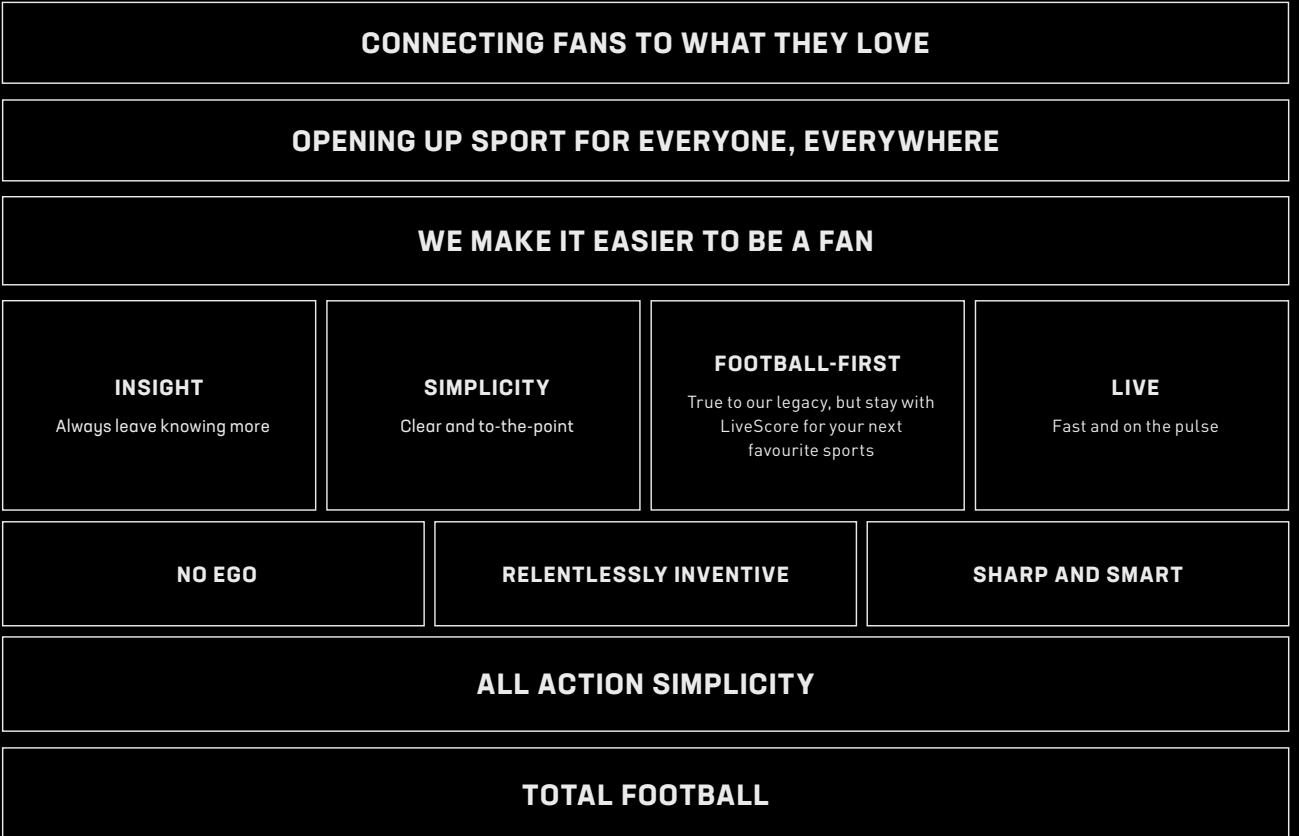 CONNECTING FANS TO WHAT THEY LOVE
OPENING UP SPORT FOR EVERYONE, EVERYWHERE
WE MAKE IT EASIER TO BE A FAN
INSIGHT
Always leave knowing more
SIMPLICITY
Clear and to-the-point
FOOTBALL-FIRST
True to our legacy, but stay with
LiveScore for your next
favourite sports
LIVE
Fast and on the pulse
NO EGO
RELENTLESSLY INVENTIVE
SHARP AND SMART
ALL ACTION SIMPLICITY
TOTAL FOOTBALL